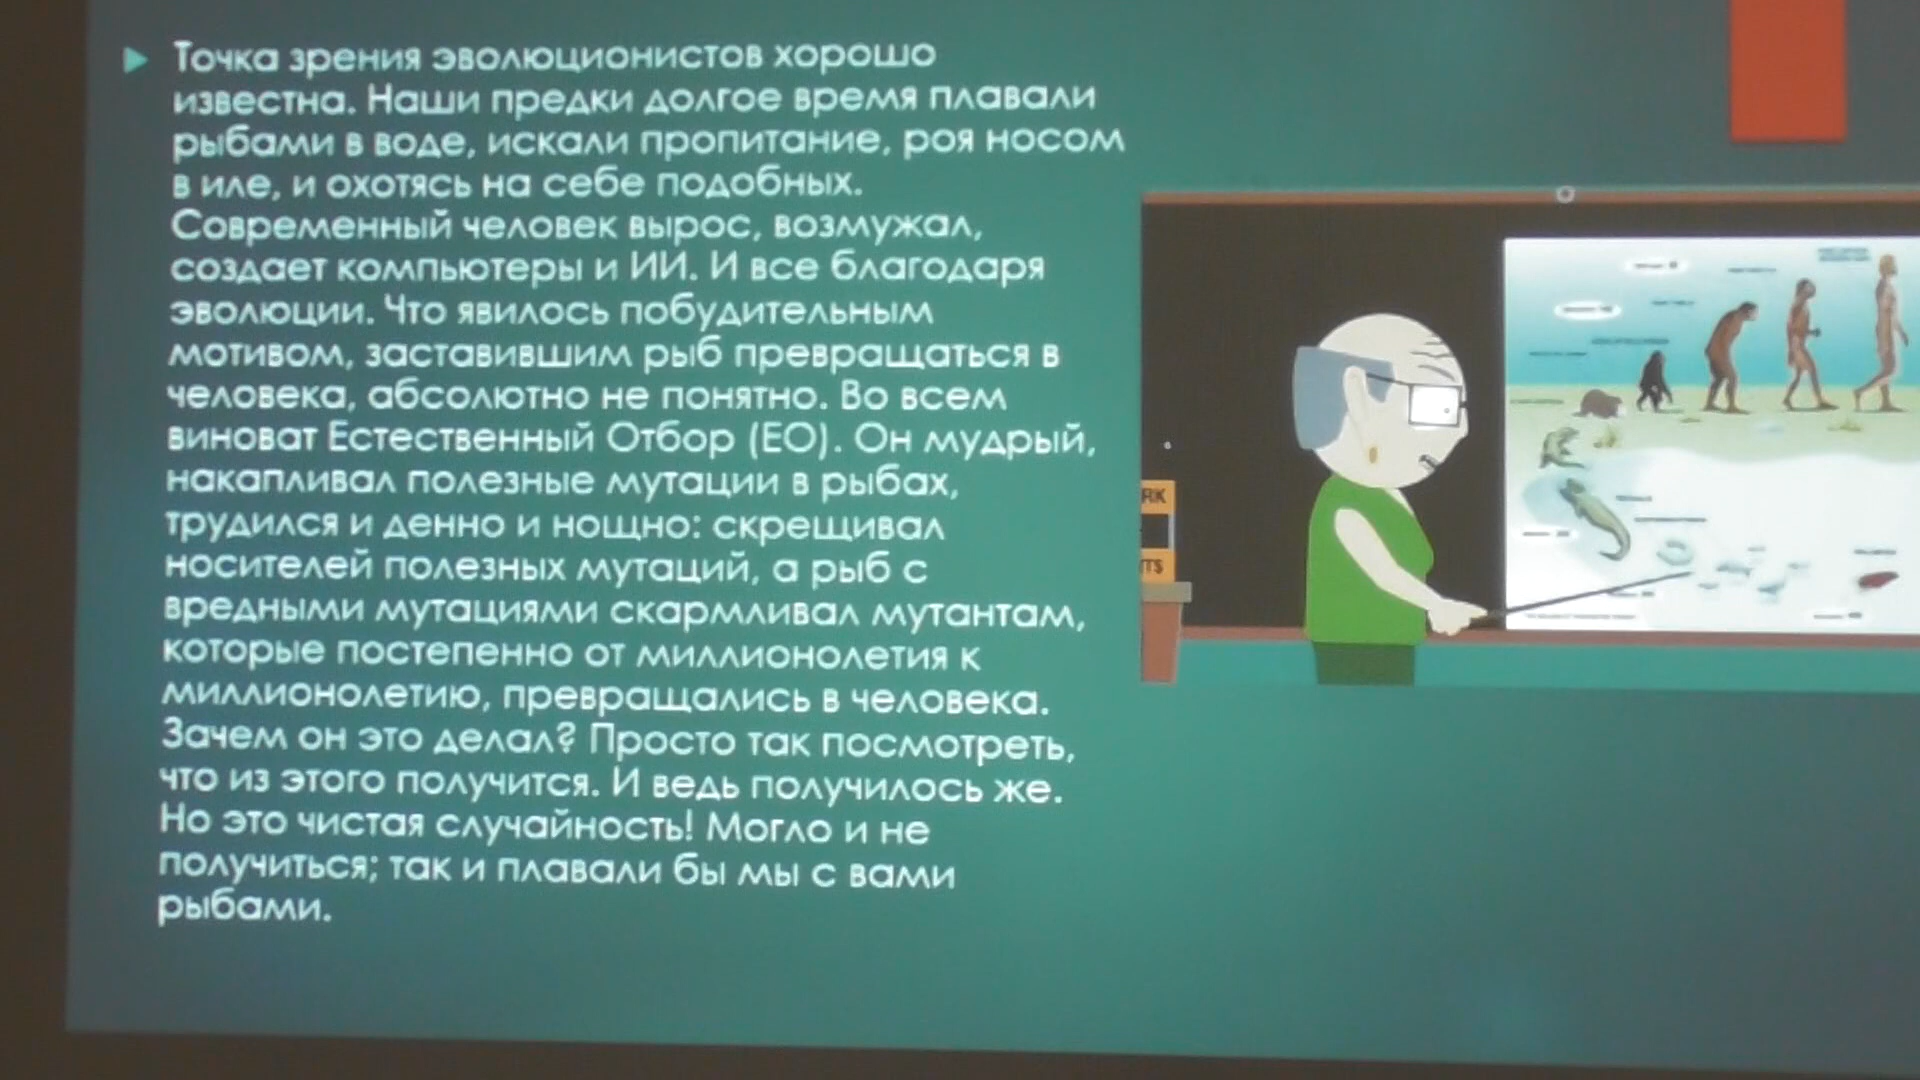 Точка зрения эволюционистов хорошо
известна. Наши предки долгое время плавали
рыбами в воде, искали пропитание, роя носом
в иле, и охотясь на себе подобных.
Современный человек вырос, возмужал,
создает компьютеры и ИИ. И все благодаря
эволюции. Что явилось побудительным
мотивом, заставившим рыб превращаться в
человека, абсолютно не понятно. Во всем
виноват Естественный Отбор (ЕО). Он мудрый,
накапливал полезные мутации в рыбах,
трудился и денно и нощно: скрещивал
носителей полезных мутаций, а рыб с
вредными мутациями скармливал мутантам,
которые постепенно от миллионолетия к
миллионолетию, превращались в человека.
Зачем он это делал? Просто так посмотреть,
что из этого получится. И ведь получилось же.
Но это чистая случайность! Могло и не
получиться; так и плавали бы мы с вами
рыбами.
RK
TS